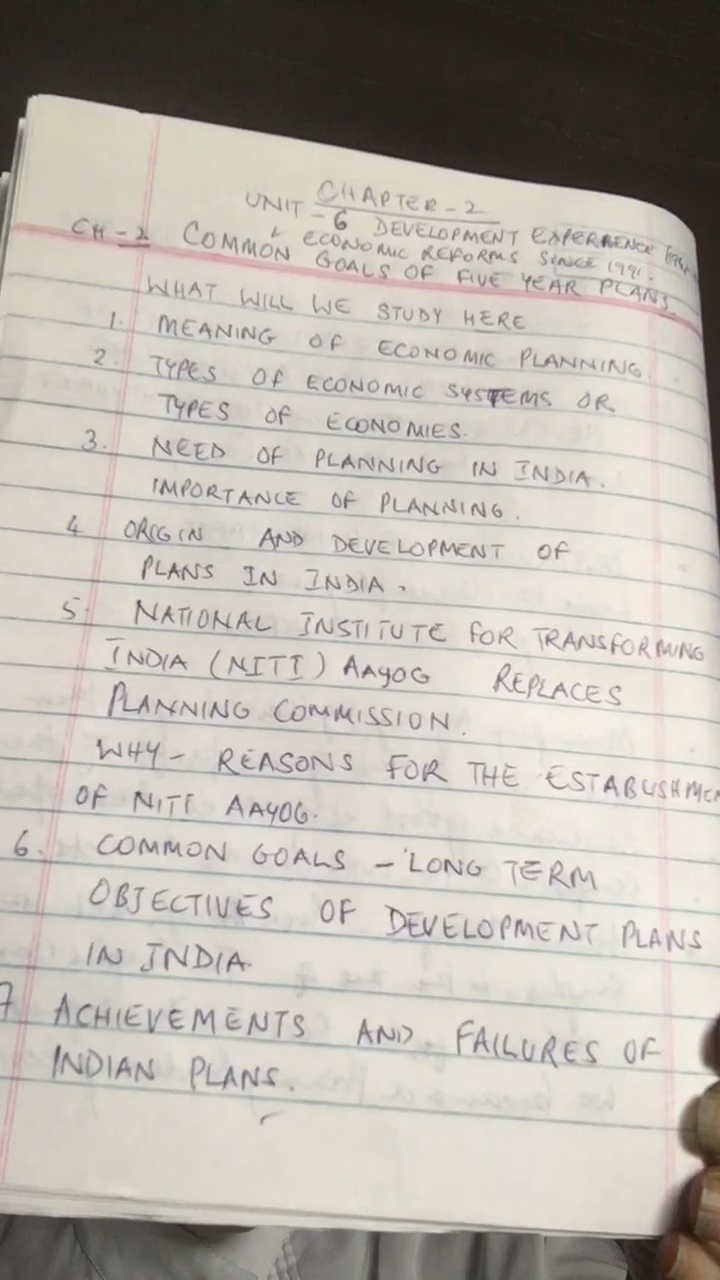 CHAPTER-2
UNIT-6 DEVELOPMENT EXPERIENCE
& ECONOMIC REFORMS SINCE 1991.
CH-2 COMMON GOALS OF FIVE YEAR PLANS
WHAT WILL WE STUDY HERE
1. MEANING OF ECONOMIC PLANNING.
2. TYPES OF ECONOMIC SYSTEMS OR
TYPES OF ECONOMIES.
3. NEED OF PLANNING IN INDIA.
IMPORTANCE OF PLANNING.
4 ORIGIN AND DEVELOPMENT OF
PLANS IN INDIA.
5. NATIONAL INSTITUTE FOR TRANSFORMING
INDIA (NITI) AAYOG REPLACES
PLANNING COMMISSION.
WHY - REASONS FOR THE ESTABLISHMEN
OF NITI AAYOG.
6. COMMON GOALS - LONG TERM
OBJECTIVES OF DEVELOPMENT PLANS
IN INDIA.
7 ACHIEVEMENTS AND FAILURES OF
INDIAN PLANS.